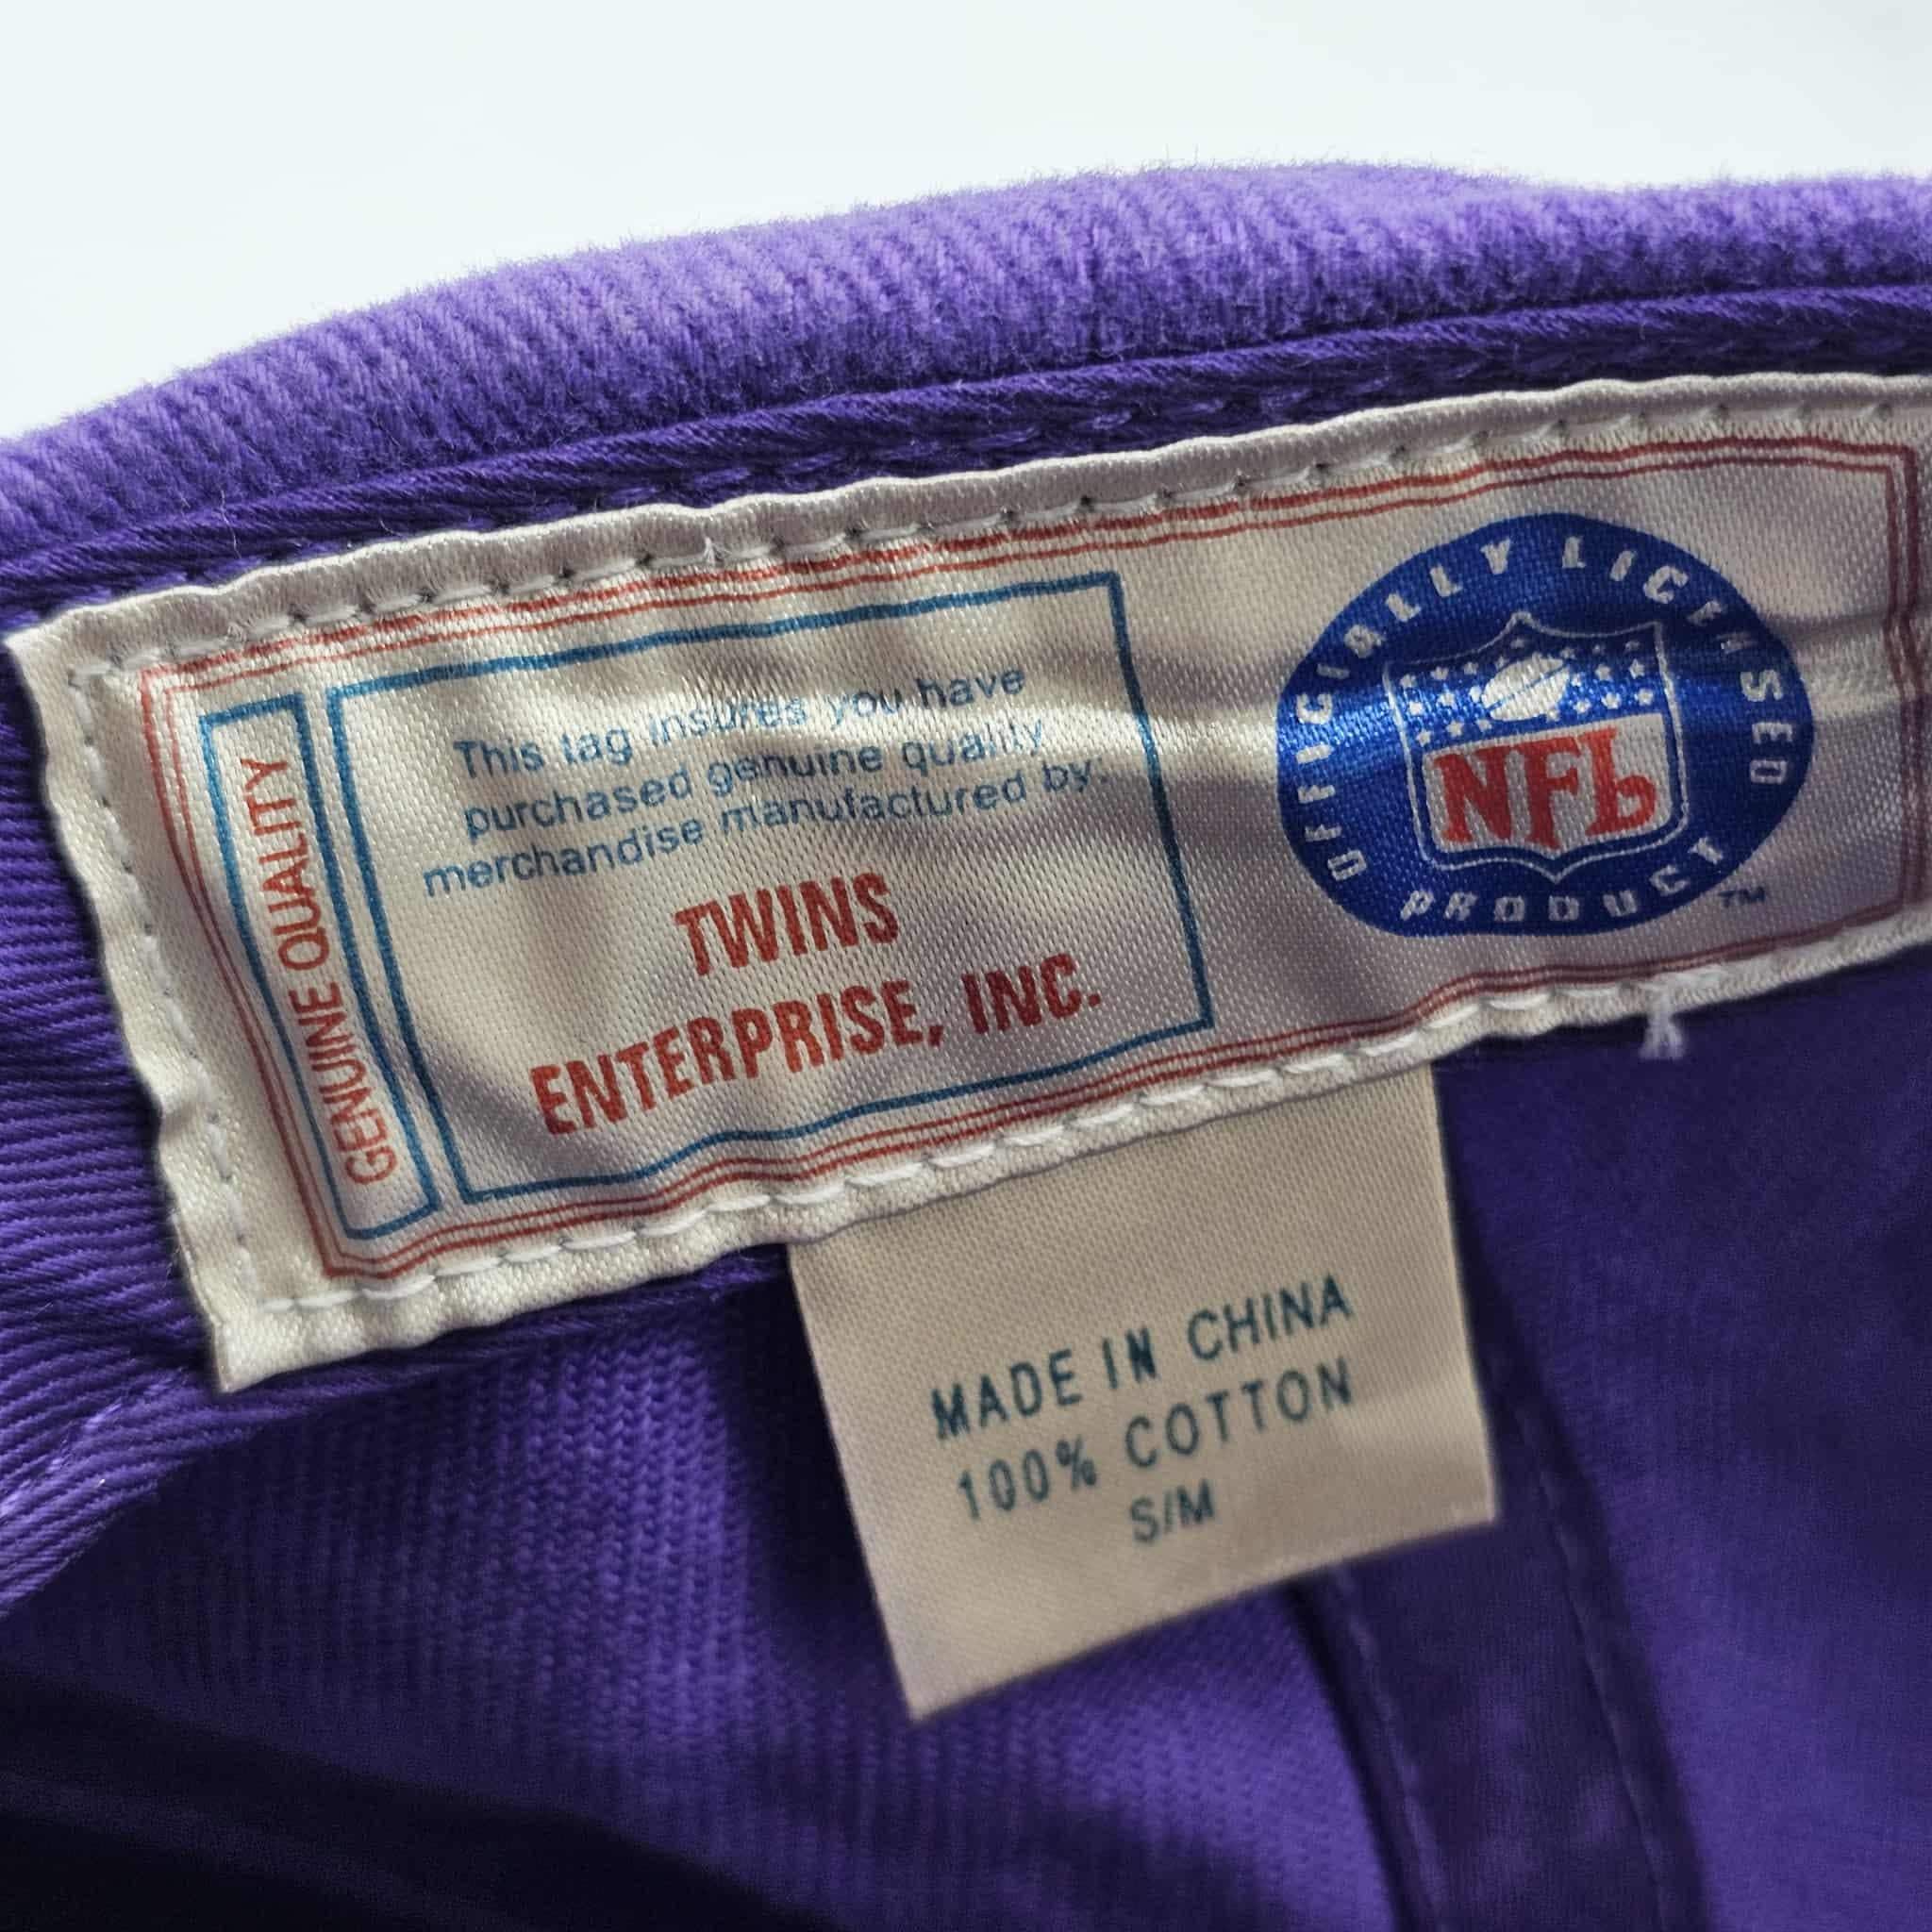 GENUINE QUALITY
This tag insures you have
purchased genuine quality
merchandise manufactured by:
TWINS
ENTERPRISE, INC.
OFFICIALLY LICENSED
NFL
PRODUCT
TM
MADE IN CHINA
100% COTTON
S/M